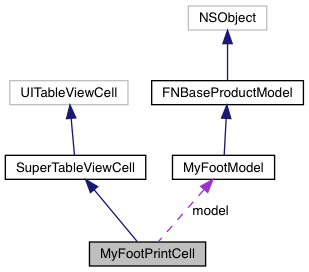 NSObject
UITableViewCell
FNBaseProductModel
SuperTableViewCell
MyFootModel
model
MyFootPrintCell